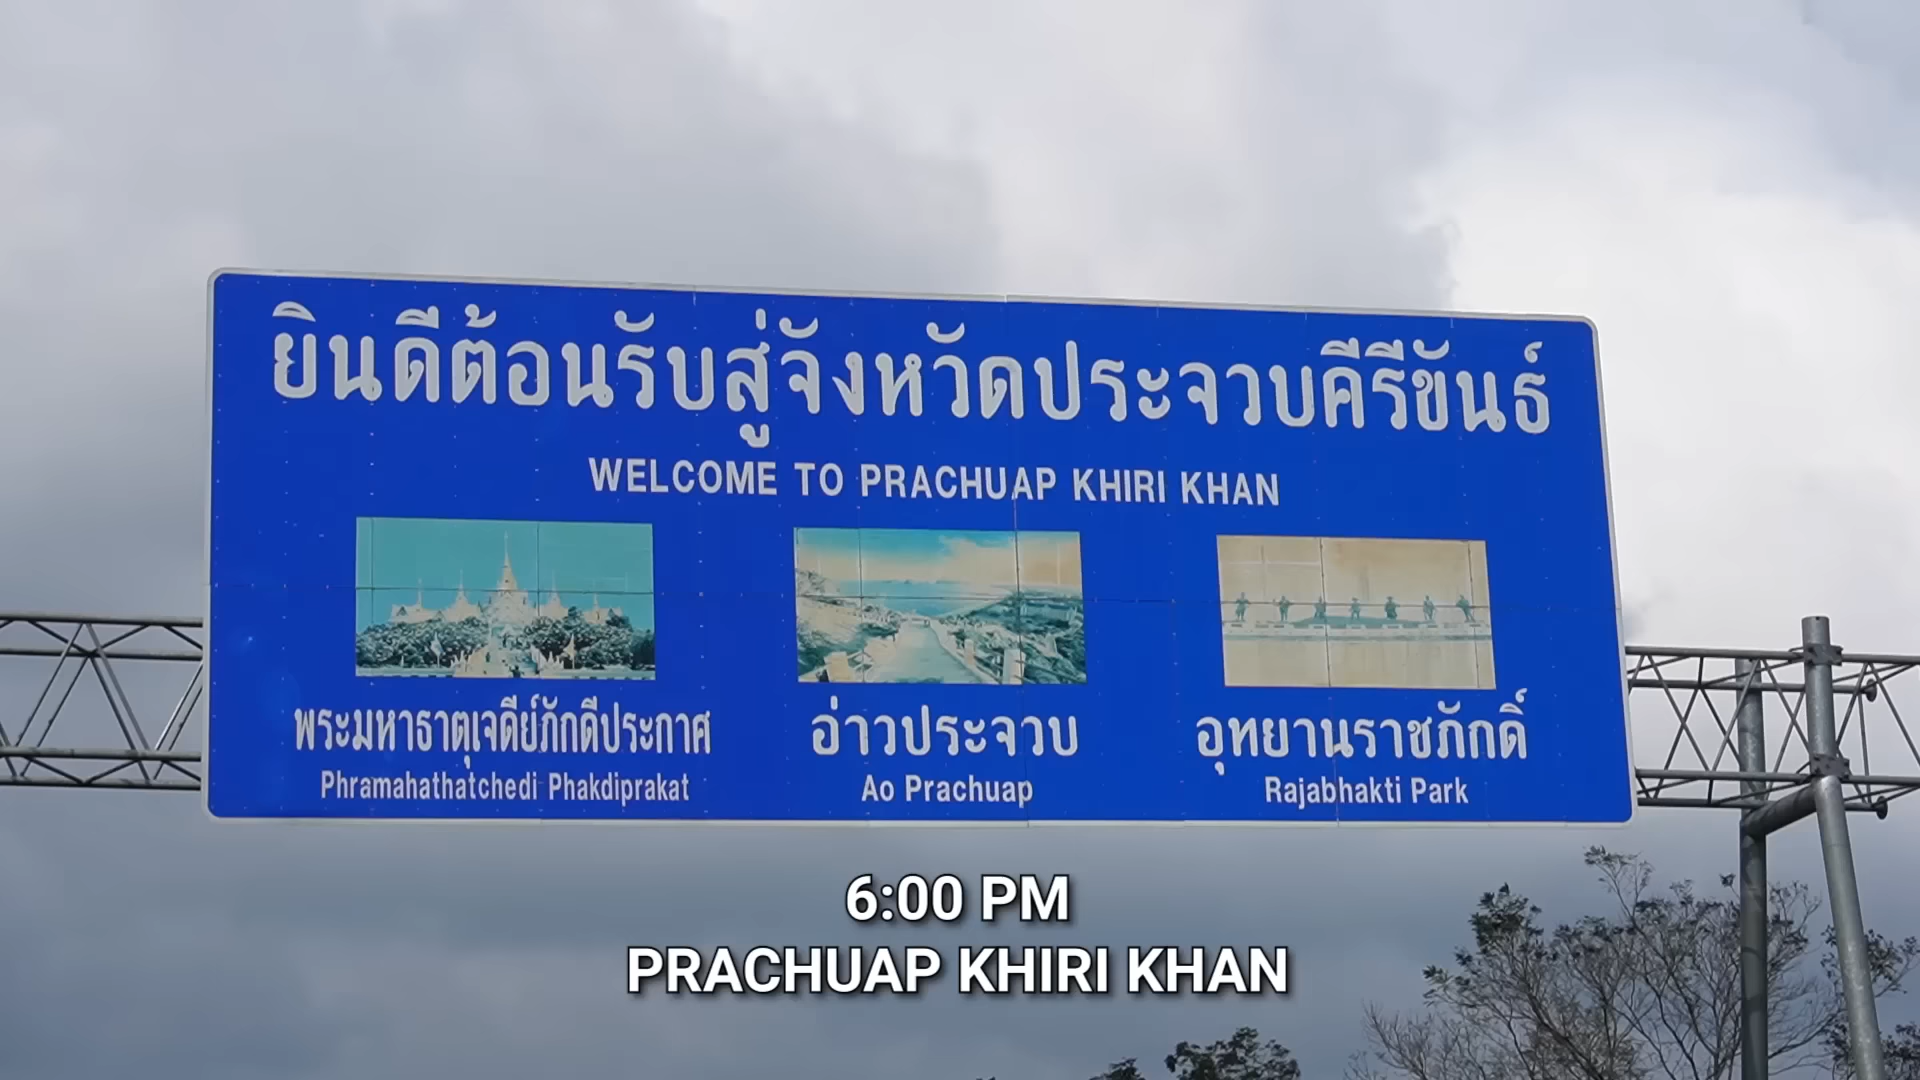 ยินดีต้อนรับสู่จังหวัดประจวบคีรีขันธ์
WELCOME TO PRACHUAP KHIRI KHAN
พระมหาธาตุเจดีย์ภักดีประกาศ
Phramahathatchedi Phakdiprakat
อ่าวประจวบ
Ao Prachuap
อุทยานราชภักดิ์
Rajabhakti Park
6:00 PM
PRACHUAP KHIRI KHAN